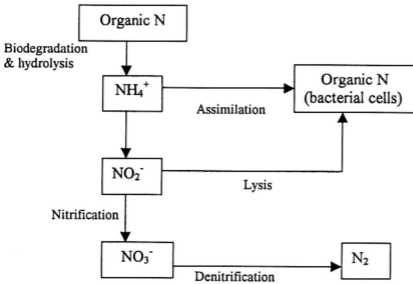 Organic N
Biodegradation
& hydrolysis
NH₄⁺
Assimilation
Organic N
(bacterial cells)
NO₂⁻
Lysis
Nitrification
NO₃⁻
Denitrification
N₂